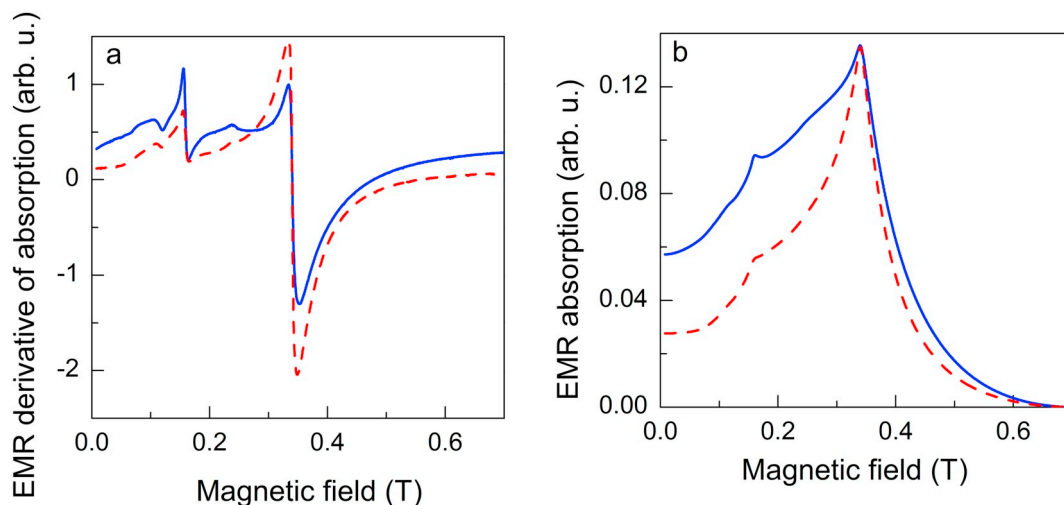 a
EMR derivative of absorption (arb. u.)
1
0
-1
-2
0.0 0.2 0.4 0.6
Magnetic field (T)
b
EMR absorption (arb. u.)
0.12
0.08
0.04
0.00
0.0 0.2 0.4 0.6
Magnetic field (T)